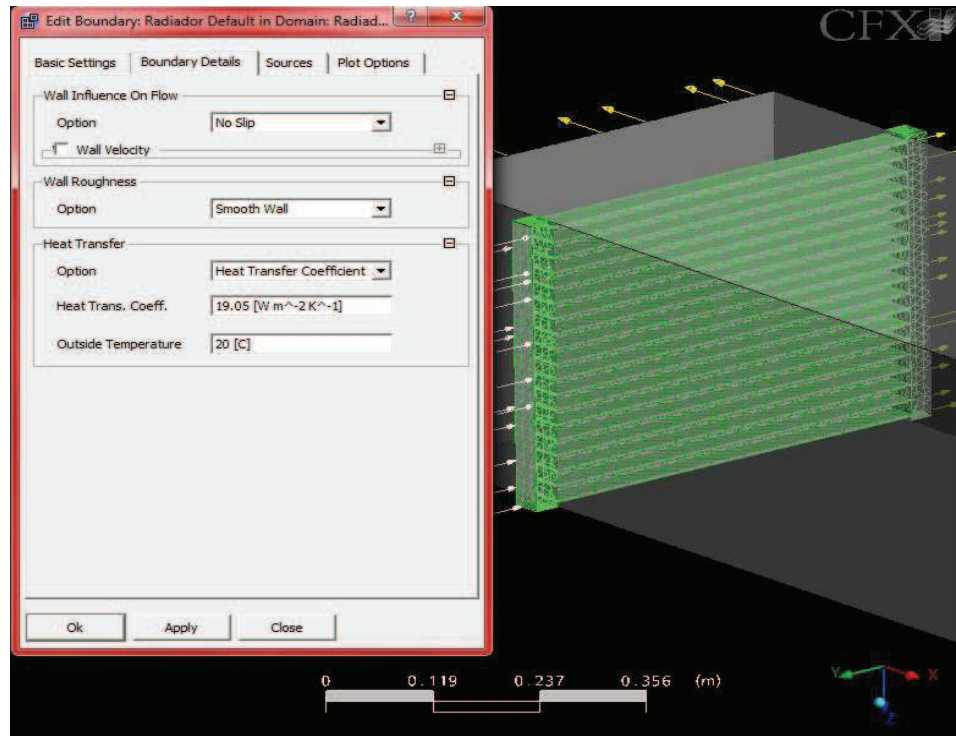 Edit Boundary: Radiador Default in Domain: Radiad...
Basic Settings Boundary Details Sources Plot Options
Wall Influence On Flow
Option No Slip
Wall Velocity
Wall Roughness
Option Smooth Wall
Heat Transfer
Option Heat Transfer Coefficient
Heat Trans. Coeff. 19.05 [W m^-2 K^-1]
Outside Temperature 20 [C]
Ok Apply Close
CFX
0 0.119 0.237 0.356 (m)
Y X
Z